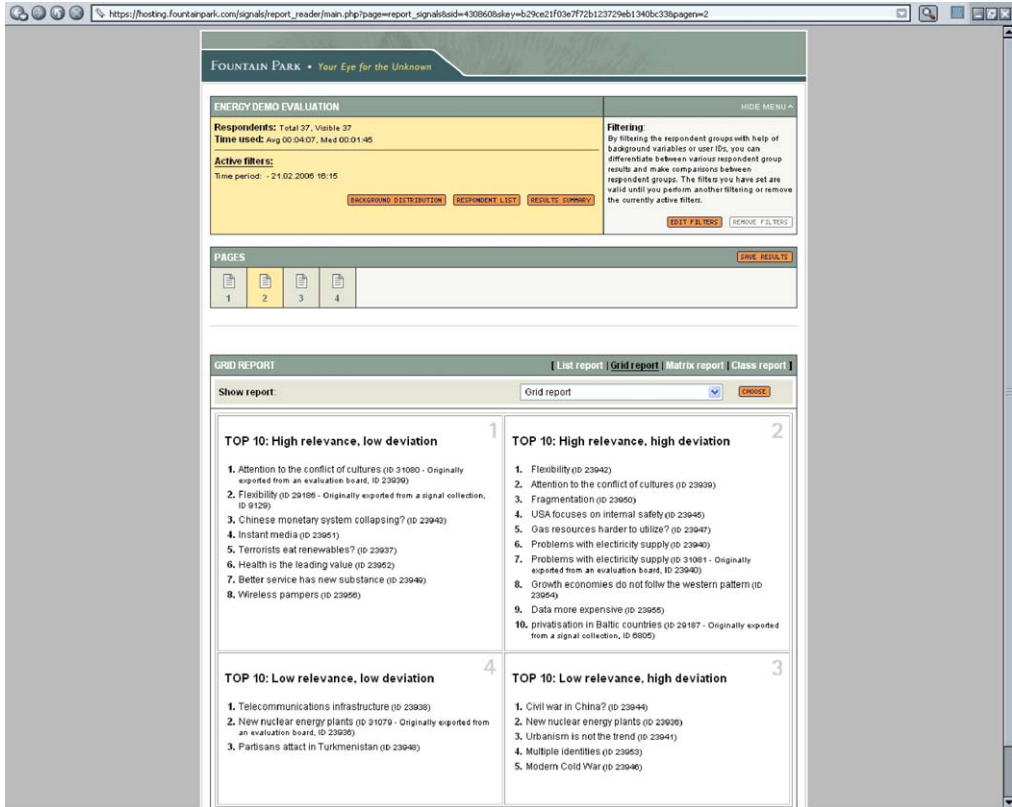 https://hosting.fountainpark.com/signals/report_reader/main.php?page=report_signals&sid=430860&skey=b29ce21f03e7f72b123729eb1340bc33&pagen=2
FOUNTAIN PARK • Your Eye for the Unknown
ENERGY DEMO EVALUATION
HIDE MENU
Respondents: Total 37, Visible 37
Time used: Avg 00:04:07, Med 00:01:45
Active filters:
Time period: - 21.02.2006 16:15
BACKGROUND DISTRIBUTION RESPONDENT LIST RESULTS SUMMARY
Filtering:
By filtering the respondent groups with help of
background variables or user IDs, you can
differentiate between various respondent group
results and make comparisons between
respondent groups. The filters you have set are
valid until you perform another filtering or remove
the currently active filters.
EDIT FILTERS REMOVE FILTERS
PAGES
SAVE RESULTS
1 2 3 4
GRID REPORT
[ List report | Grid report | Matrix report | Class report ]
Show report:
Grid report
CHOOSE
1
TOP 10: High relevance, low deviation
1. Attention to the conflict of cultures (ID 31080 - Originally
exported from an evaluation board, ID 23939)
2. Flexibility (ID 29186 - Originally exported from a signal collection,
ID 9129)
3. Chinese monetary system collapsing? (ID 23943)
4. Instant media (ID 23951)
5. Terrorists eat renewables? (ID 23937)
6. Health is the leading value (ID 23952)
7. Better service has new substance (ID 23949)
8. Wireless pampers (ID 23956)
2
TOP 10: High relevance, high deviation
1. Flexibility (ID 23942)
2. Attention to the conflict of cultures (ID 23939)
3. Fragmentation (ID 23950)
4. USA focuses on internal safety (ID 23945)
5. Gas resources harder to utilize? (ID 23947)
6. Problems with electricity supply (ID 23940)
7. Problems with electricity supply (ID 31081 - Originally
exported from an evaluation board, ID 23940)
8. Growth economies do not follw the western pattern (ID
23954)
9. Data more expensive (ID 23955)
10. privatisation in Baltic countries (ID 29187 - Originally exported
from a signal collection, ID 6805)
4
TOP 10: Low relevance, low deviation
1. Telecommunications infrastructure (ID 23938)
2. New nuclear energy plants (ID 31079 - Originally exported from
an evaluation board, ID 23936)
3. Partisans attact in Turkmenistan (ID 23948)
3
TOP 10: Low relevance, high deviation
1. Civil war in China? (ID 23944)
2. New nuclear energy plants (ID 23936)
3. Urbanism is not the trend (ID 23941)
4. Multiple identities (ID 23953)
5. Modern Cold War (ID 23946)